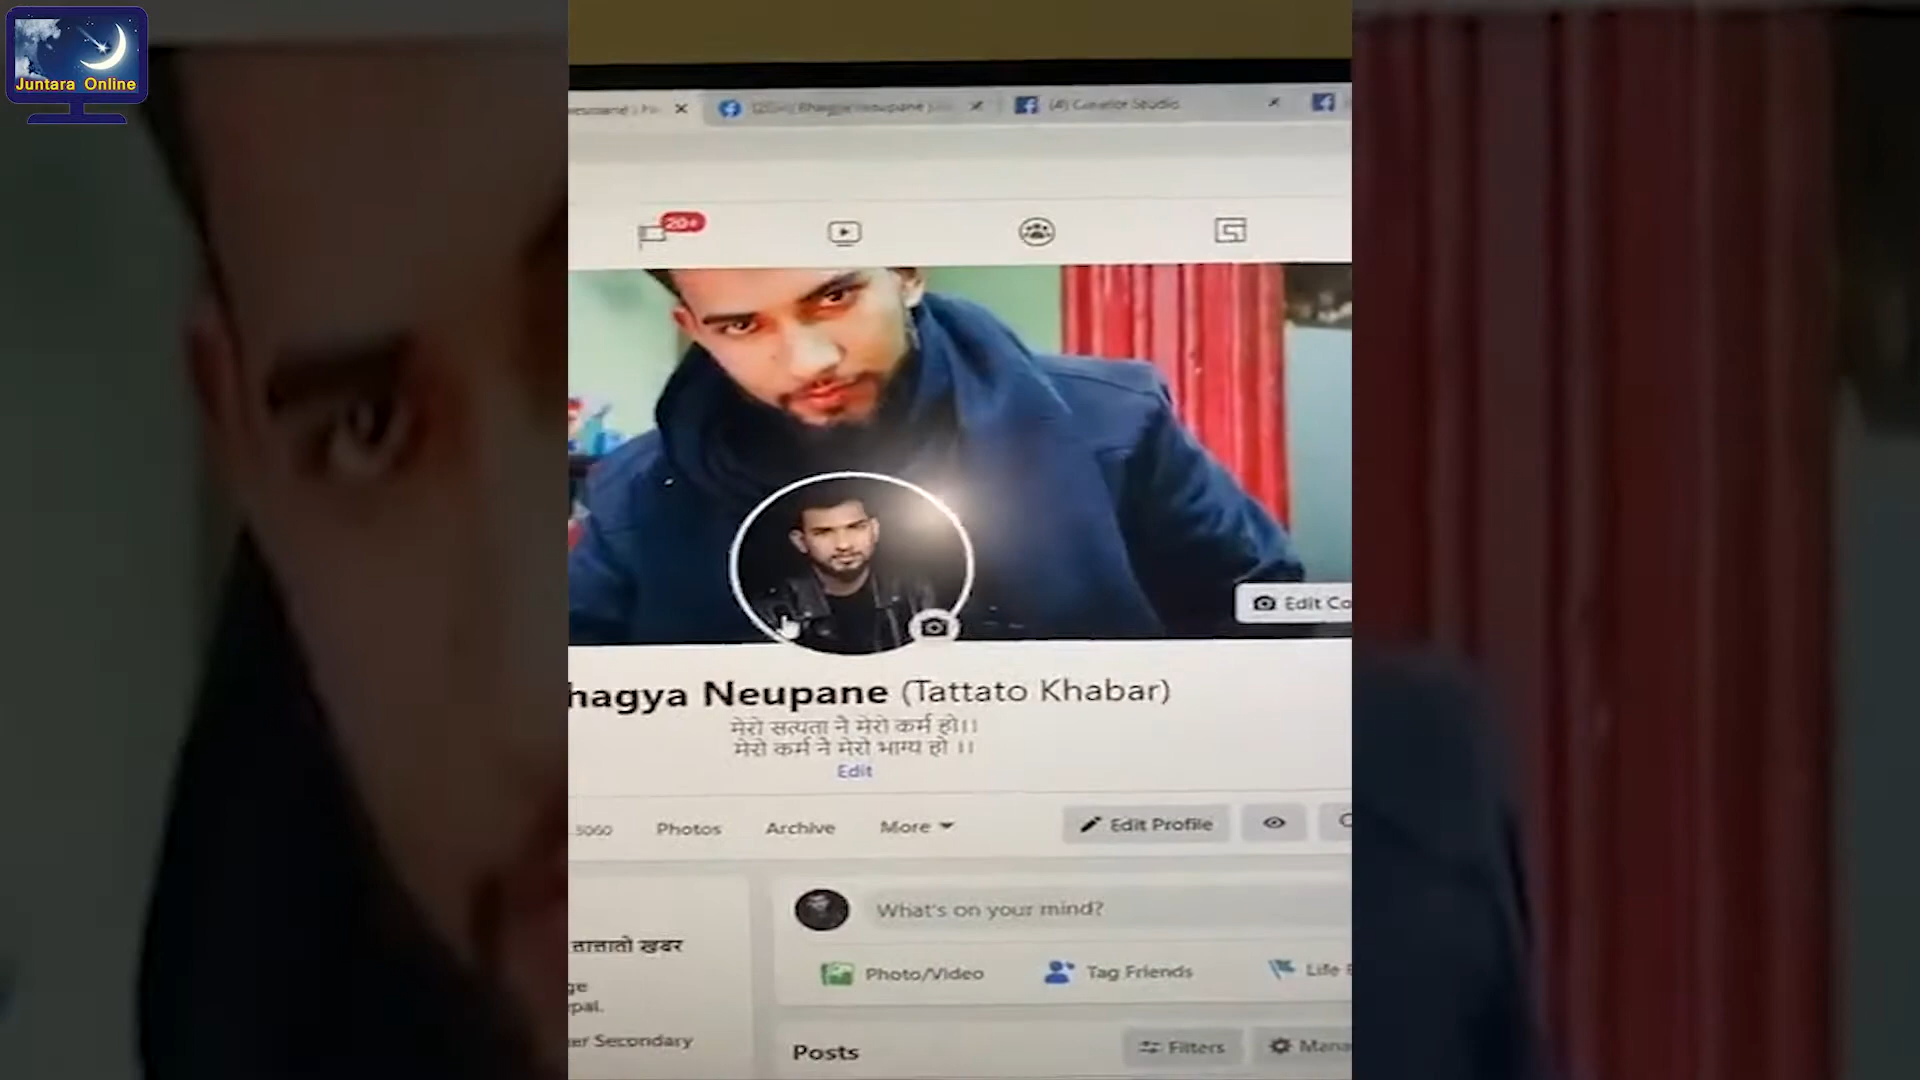 Juntara Online
(4) Creator Studio
20+
Edit Co
hagya Neupane (Tattato Khabar)
मेरो सत्यता नै मेरो कर्म हो।।
मेरो कर्म नै मेरो भाग्य हो ।।
Edit
Photos Archive More Edit Profile
What's on your mind?
तातातो खबर
Photo/Video Tag Friends Life
ge
pal.
er Secondary
Posts Filters Mana